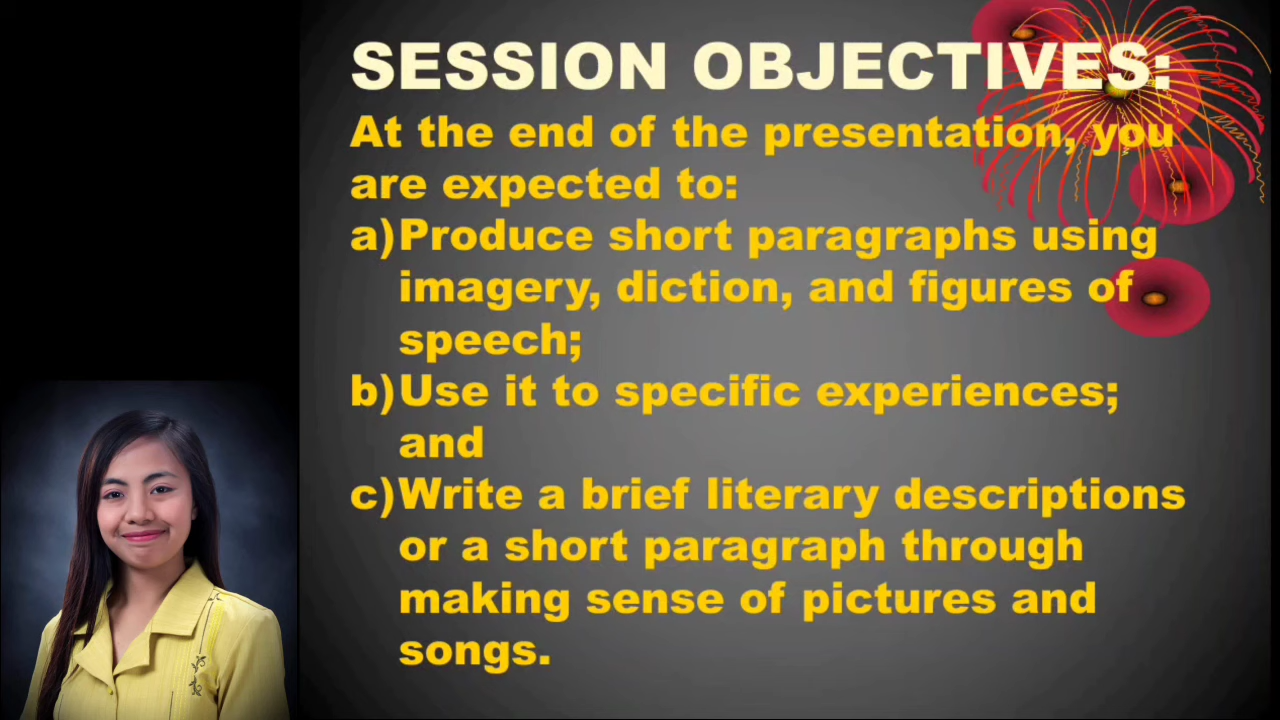 SESSION OBJECTIVES:
At the end of the presentation, you
are expected to:
a) Produce short paragraphs using
imagery, diction, and figures of
speech;
b) Use it to specific experiences;
and
c) Write a brief literary descriptions
or a short paragraph through
making sense of pictures and
songs.